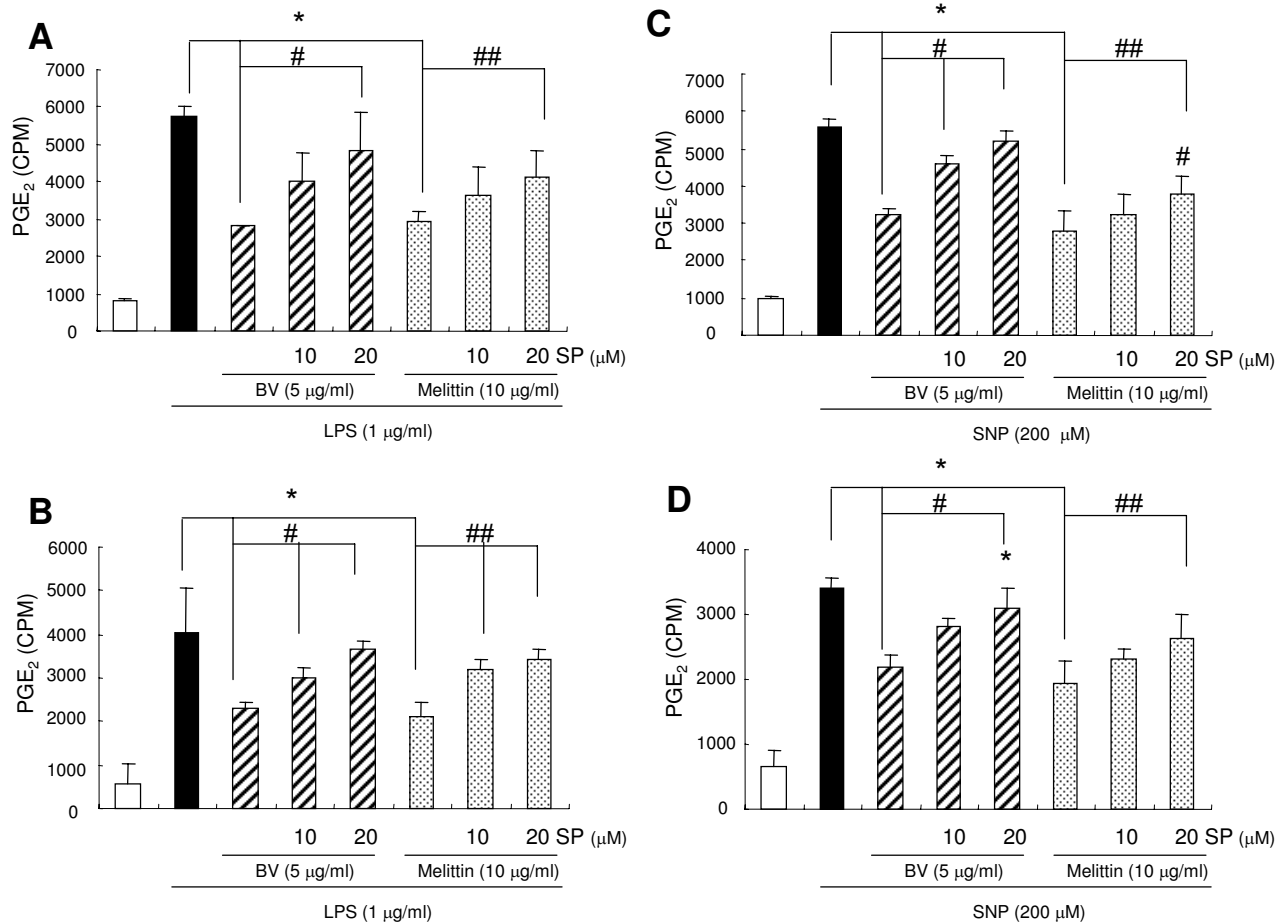 A
*
#
##
7000
6000
5000
4000
3000
2000
1000
0
PGE2 (CPM)
10 20 10 20 SP (μM)
BV (5 μg/ml) Melittin (10 μg/ml)
LPS (1 μg/ml)
B
*
#
##
6000
5000
4000
3000
2000
1000
0
PGE2 (CPM)
10 20 10 20 SP (μM)
BV (5 μg/ml) Melittin (10 μg/ml)
LPS (1 μg/ml)
C
*
#
##
7000
6000
5000
4000
3000
2000
1000
0
#
PGE2 (CPM)
10 20 10 20 SP (μM)
BV (5 μg/ml) Melittin (10 μg/ml)
SNP (200 μM)
D
*
#
##
4000
3000
2000
1000
0
*
PGE2 (CPM)
10 20 10 20 SP (μM)
BV (5 μg/ml) Melittin (10 μg/ml)
SNP (200 μM)